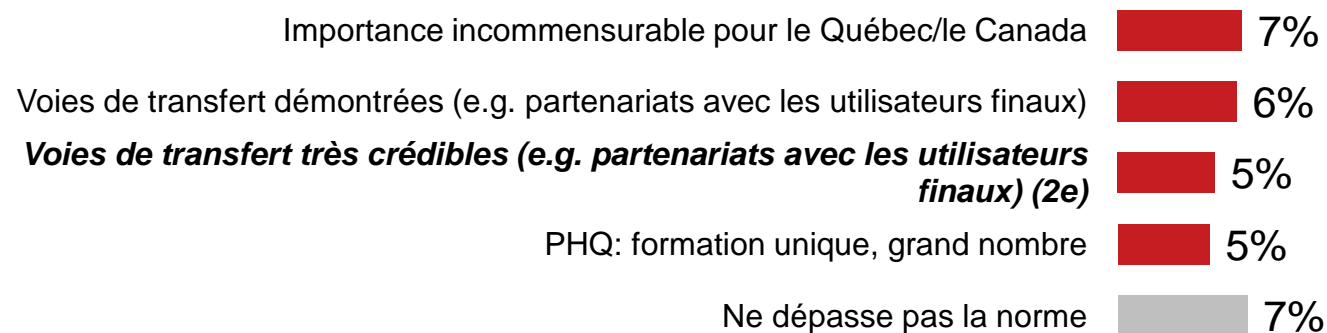 Importance incommensurable pour le Québec/le Canada 7%
Voies de transfert démontrées (e.g. partenariats avec les utilisateurs finaux) 6%
Voies de transfert très crédibles (e.g. partenariats avec les utilisateurs
finaux) (2e) 5%
PHQ: formation unique, grand nombre 5%
Ne dépasse pas la norme 7%